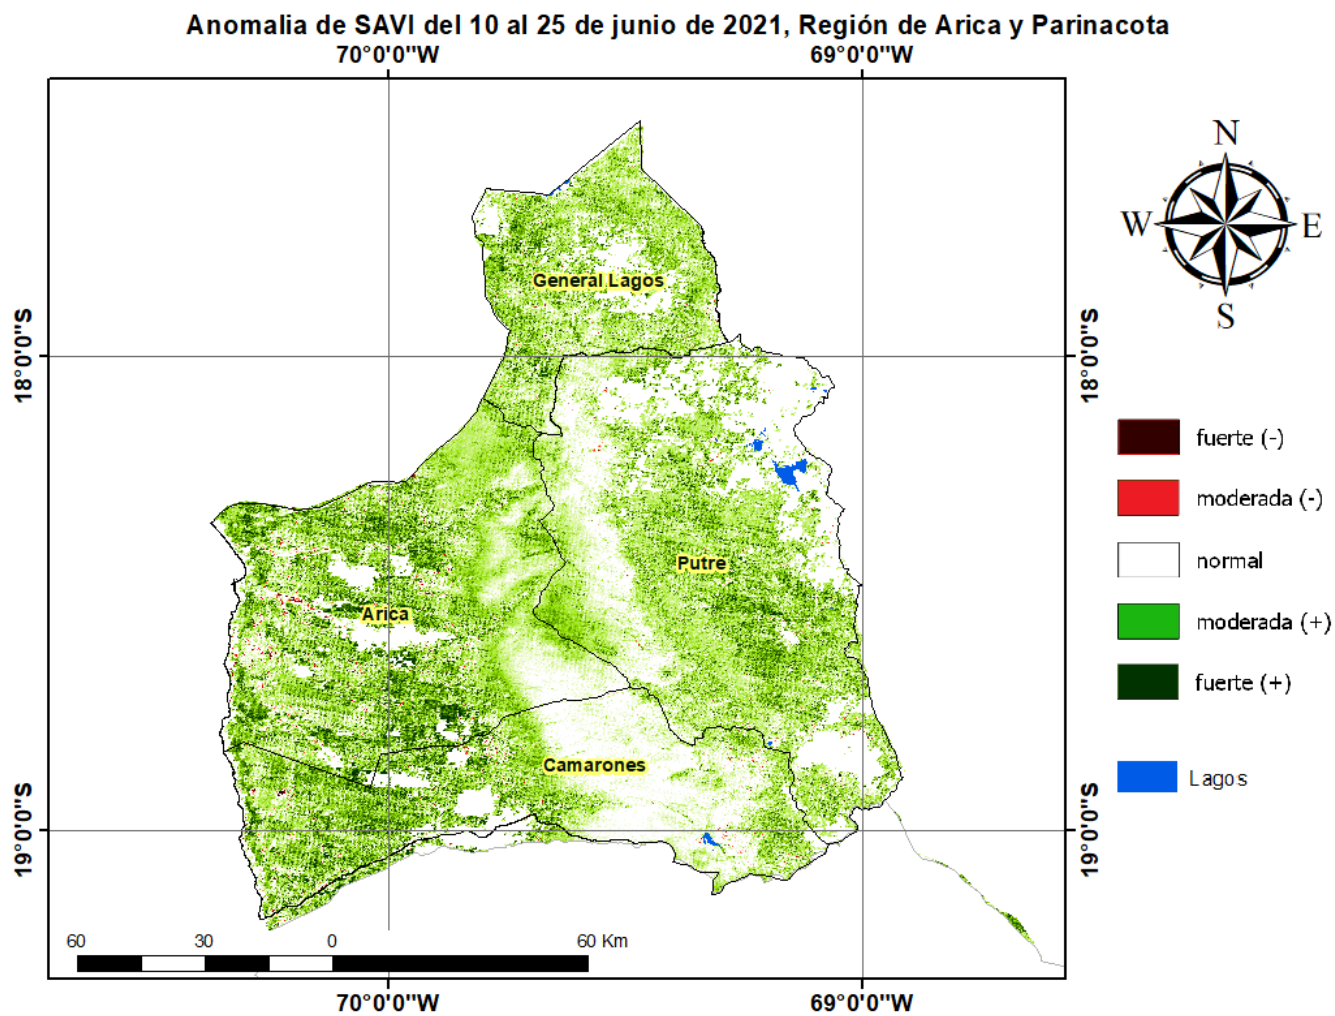 Anomalia de SAVI del 10 al 25 de junio de 2021, Región de Arica y Parinacota
70°0'0"W 69°0'0"W
N
W E
S
General Lagos
18°0'0"S 18°0'0"S
fuerte (-)
moderada (-)
normal
moderada (+)
fuerte (+)
Lagos
Putre
Arica
Camarones
19°0'0"S 19°0'0"S
60 30 0 60 Km
70°0'0"W 69°0'0"W